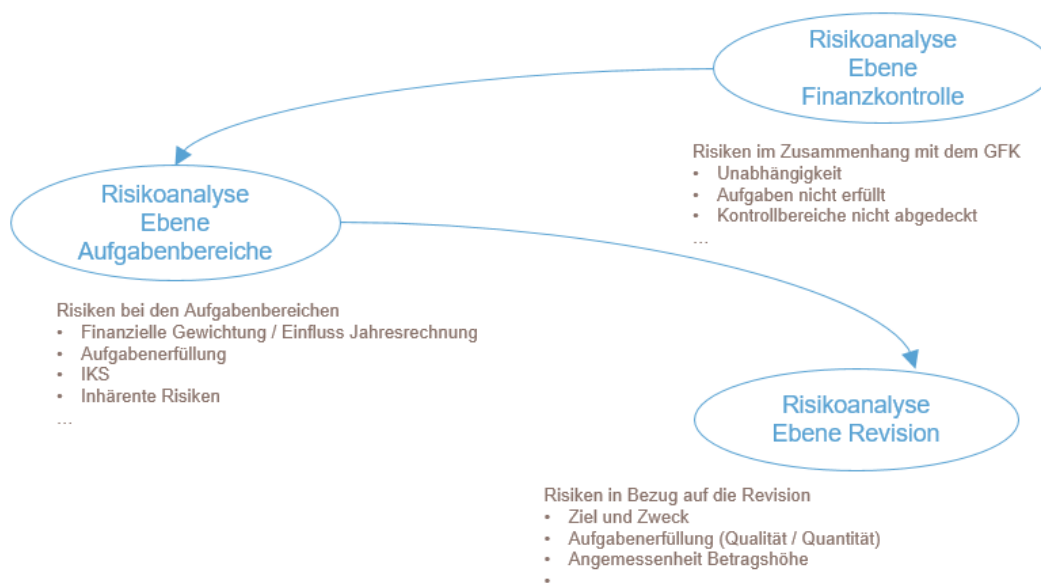 Risikoanalyse
Ebene
Finanzkontrolle
Risiken im Zusammenhang mit dem GFK
• Unabhängigkeit
• Aufgaben nicht erfüllt
• Kontrollbereiche nicht abgedeckt
...
Risikoanalyse
Ebene
Aufgabenbereiche
Risiken bei den Aufgabenbereichen
• Finanzielle Gewichtung / Einfluss Jahresrechnung
• Aufgabenerfüllung
• IKS
• Inhärente Risiken
...
Risikoanalyse
Ebene Revision
Risiken in Bezug auf die Revision
• Ziel und Zweck
• Aufgabenerfüllung (Qualität / Quantität)
• Angemessenheit Betragshöhe
•